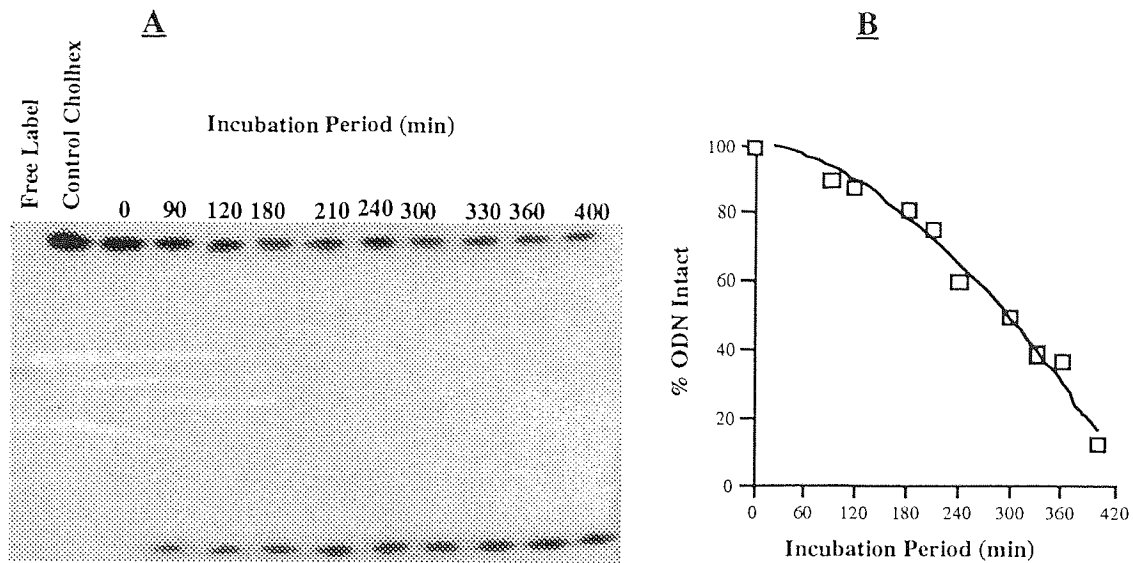 A
Free Label
Control Cholhex
Incubation Period (min)
0 90 120 180 210 240 300 330 360 400
B
% ODN Intact
100
80
60
40
20
0
0 60 120 180 240 300 360 420
Incubation Period (min)